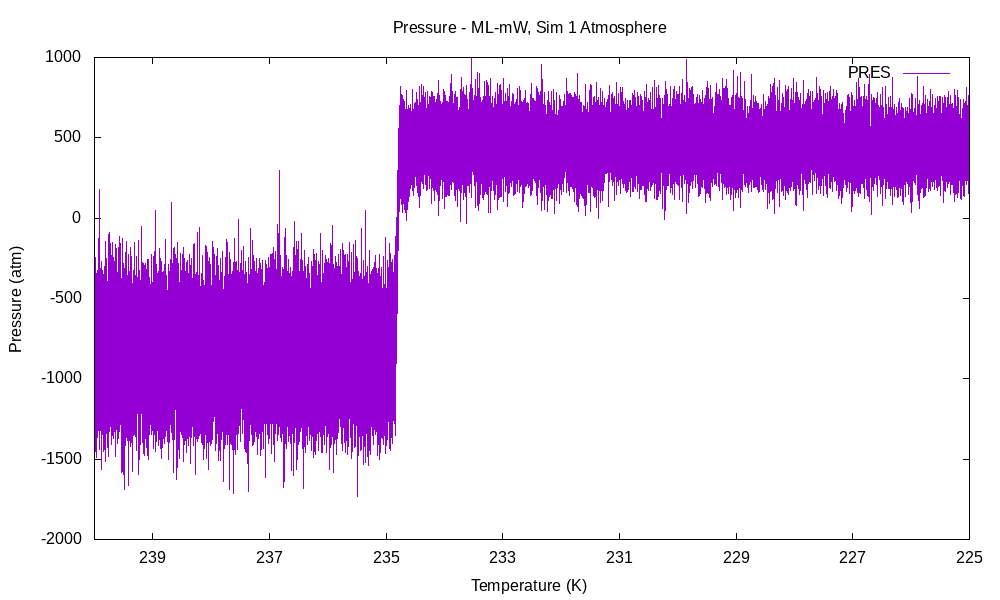 Pressure - ML-mW, Sim 1 Atmosphere
PRES
1000
500
0
-500
-1000
-1500
-2000
Pressure (atm)
239 237 235 233 231 229 227 225
Temperature (K)